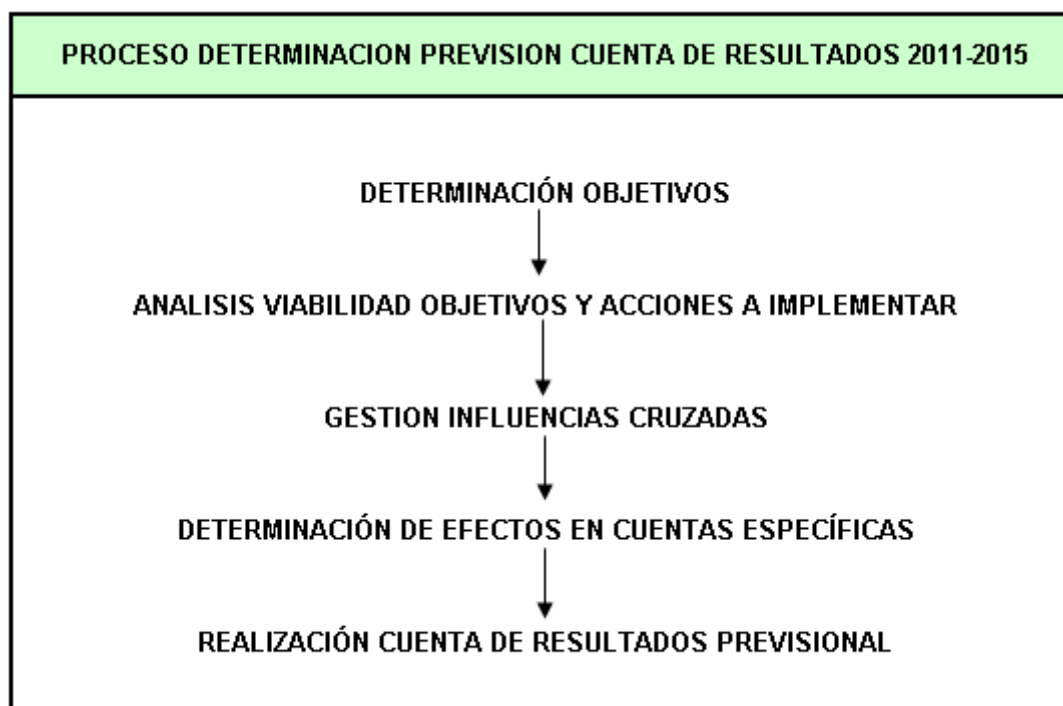 PROCESO DETERMINACION PREVISION CUENTA DE RESULTADOS 2011-2015
DETERMINACIÓN OBJETIVOS
ANALISIS VIABILIDAD OBJETIVOS Y ACCIONES A IMPLEMENTAR
GESTION INFLUENCIAS CRUZADAS
DETERMINACIÓN DE EFECTOS EN CUENTAS ESPECÍFICAS
REALIZACIÓN CUENTA DE RESULTADOS PREVISIONAL